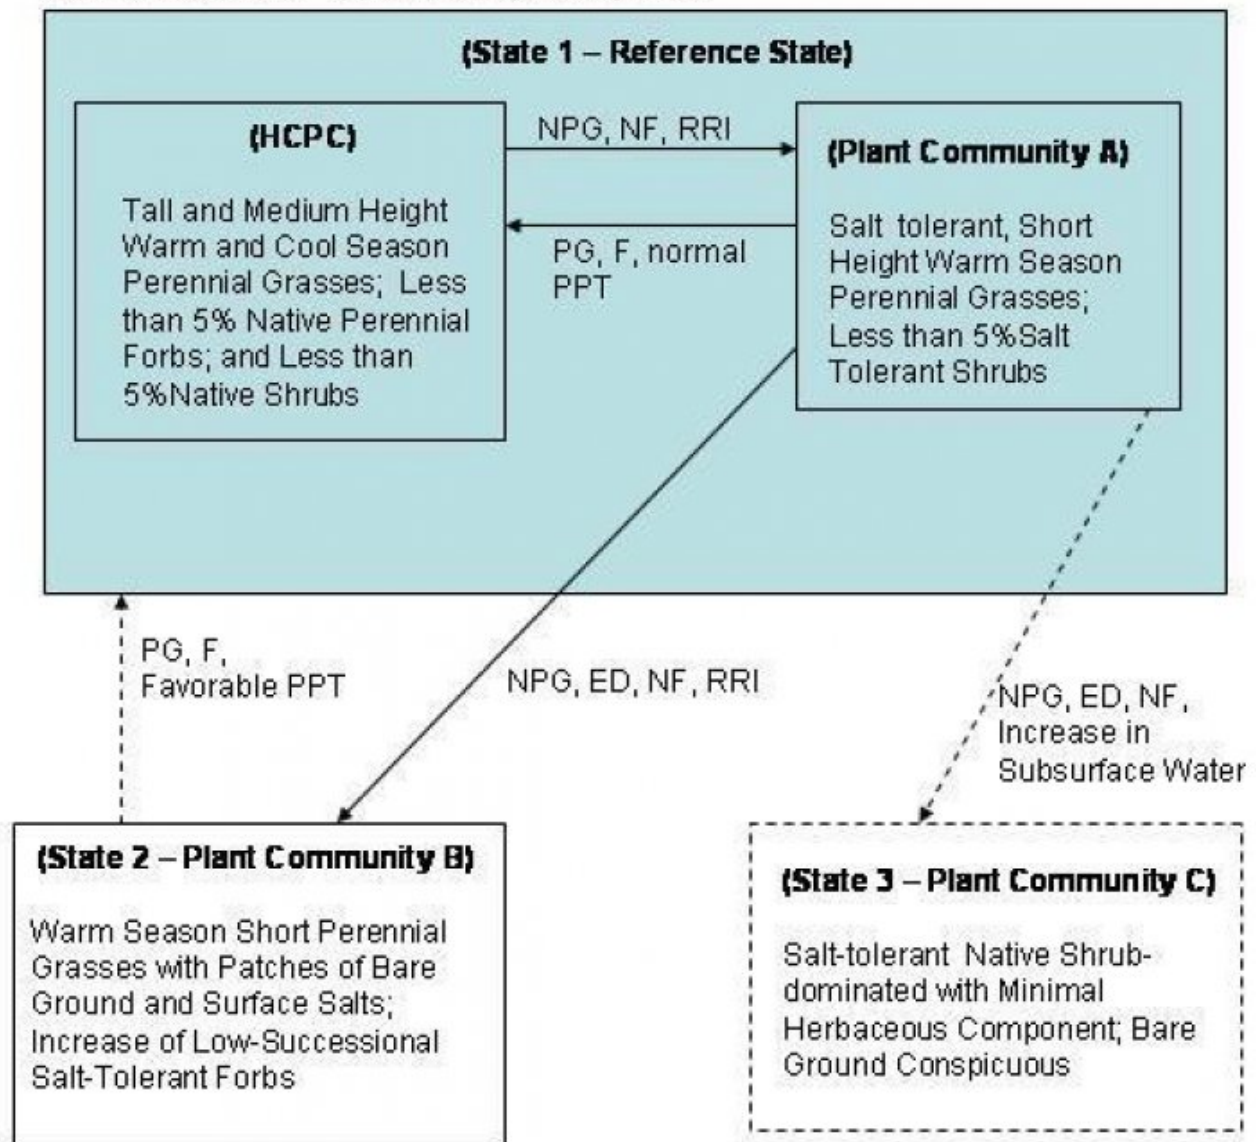 (State 1 – Reference State)
(HCPC)
Tall and Medium Height
Warm and Cool Season
Perennial Grasses; Less
than 5% Native Perennial
Forbs; and Less than
5%Native Shrubs
NPG, NF, RRI
PG, F, normal
PPT
(Plant Community A)
Salt tolerant, Short
Height Warm Season
Perennial Grasses;
Less than 5%Salt
Tolerant Shrubs
PG, F,
Favorable PPT
NPG, ED, NF, RRI
NPG, ED, NF,
Increase in
Subsurface Water
(State 2 – Plant Community B)
Warm Season Short Perennial
Grasses with Patches of Bare
Ground and Surface Salts;
Increase of Low-Successional
Salt-Tolerant Forbs
(State 3 – Plant Community C)
Salt-tolerant Native Shrub-
dominated with Minimal
Herbaceous Component; Bare
Ground Conspicuous